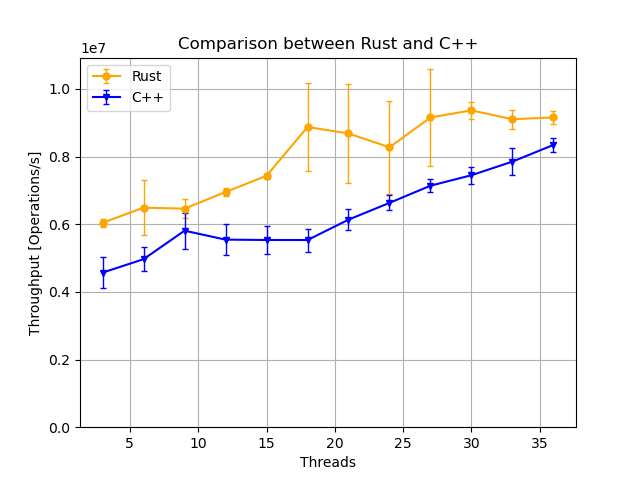 Comparison between Rust and C++
1e7
Rust
C++
1.0
0.8
0.6
0.4
0.2
0.0
Throughput [Operations/s]
5 10 15 20 25 30 35
Threads